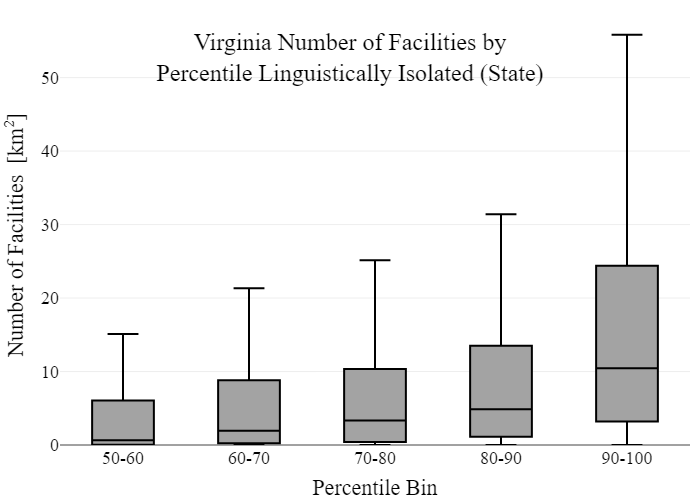 Virginia Number of Facilities by
Percentile Linguistically Isolated (State)
Number of Facilities [km²]
50
40
30
20
10
0
50-60
60-70
70-80
80-90
90-100
Percentile Bin